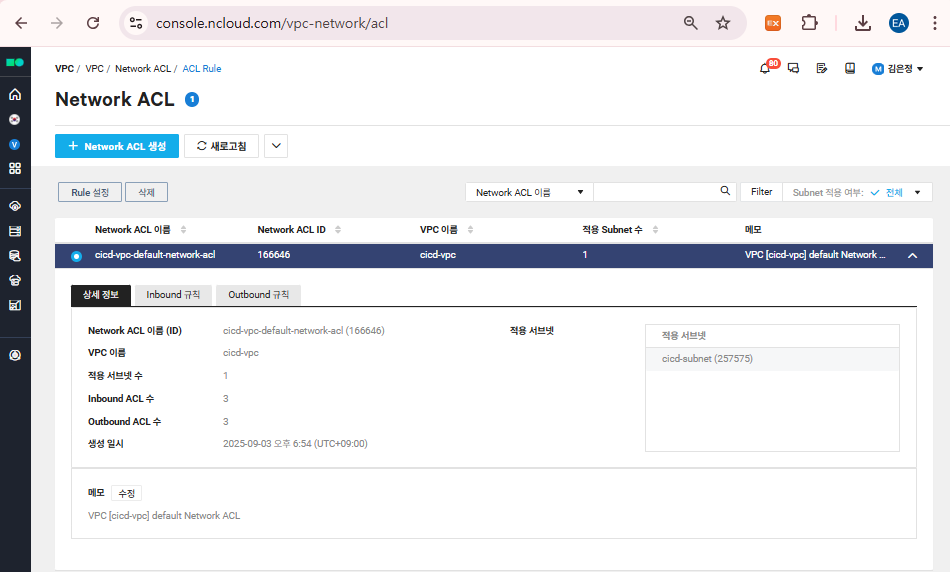 console.ncloud.com/vpc-network/acl
EX
EA
VPC / VPC / Network ACL / ACL Rule
80
M 김은정
Network ACL 1
V
+ Network ACL 생성
새로고침
Rule 설정
삭제
Network ACL 이름
Filter
Subnet 적용 여부: 전체
Network ACL 이름 Network ACL ID VPC 이름 적용 Subnet 수 메모
cicd-vpc-default-network-acl 166646 cicd-vpc 1 VPC [cicd-vpc] default Network ...
상세 정보 Inbound 규칙 Outbound 규칙
Network ACL 이름 (ID) cicd-vpc-default-network-acl (166646)
VPC 이름 cicd-vpc
적용 서브넷 수 1
Inbound ACL 수 3
Outbound ACL 수 3
생성 일시 2025-09-03 오후 6:54 (UTC+09:00)
적용 서브넷
적용 서브넷
cicd-subnet (257575)
메모 수정
VPC [cicd-vpc] default Network ACL